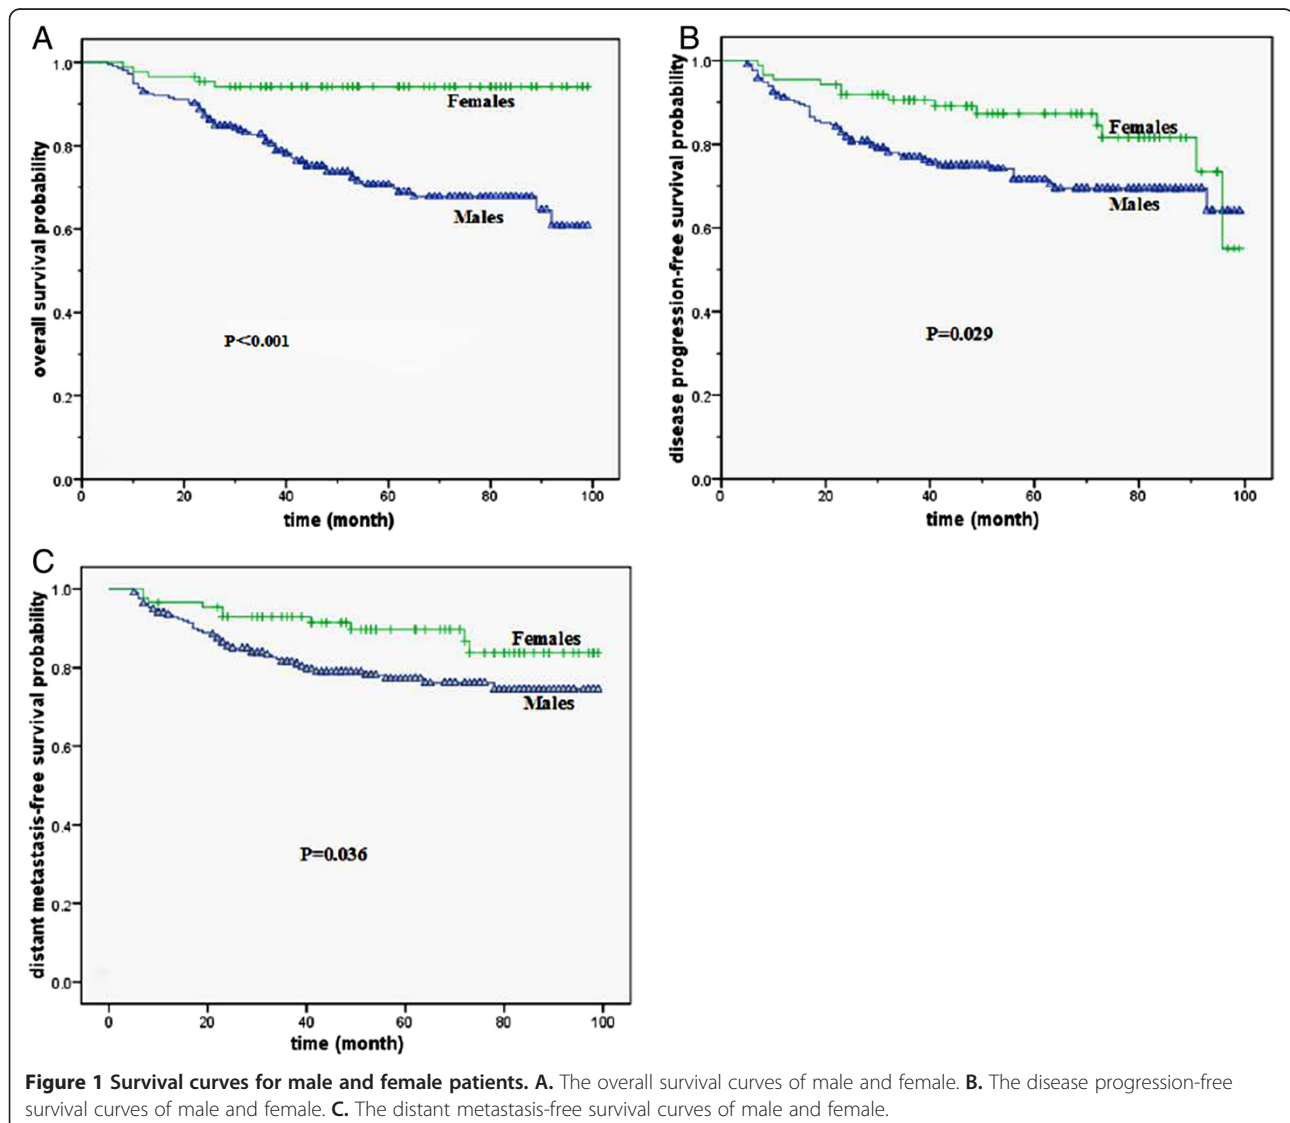 A
1.0
0.8
0.6
0.4
0.2
0.0
overall survival probability
Females
Males
P<0.001
0 20 40 60 80 100
time (month)
B
1.0
0.8
0.6
0.4
0.2
0.0
disease progression-free survival probability
Females
Males
P=0.029
0 20 40 60 80 100
time (month)
C
1.0
0.8
0.6
0.4
0.2
0.0
distant metastasis-free survival probability
Females
Males
P=0.036
0 20 40 60 80 100
time (month)
Figure 1 Survival curves for male and female patients. A. The overall survival curves of male and female. B. The disease progression-free
survival curves of male and female. C. The distant metastasis-free survival curves of male and female.